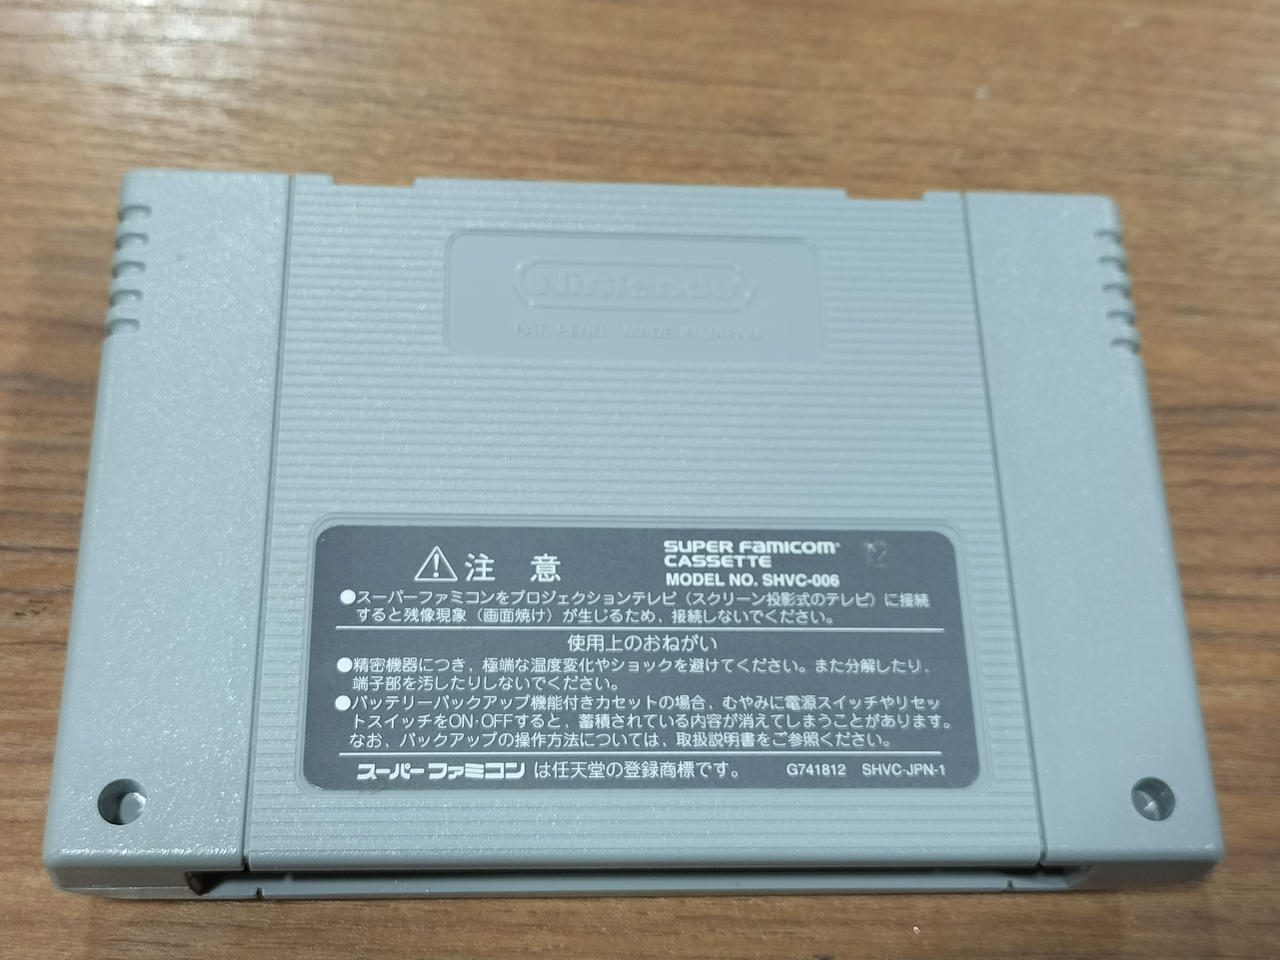 Nintendo
PAT. PEND. MADE IN JAPAN
注 意
SUPER FAMICOM
CASSETTE
MODEL NO. SHVC-006
12
●スーパーファミコンをプロジェクションテレビ（スクリーン投影式のテレビ）に接続
すると残像現象（画面焼け）が生じるため、接続しないでください。
使用上のおねがい
●精密機器につき、極端な温度変化やショックを避けてください。また分解したり、
端子部を汚したりしないでください。
●バッテリーバックアップ機能付きカセットの場合、むやみに電源スイッチやリセッ
トスイッチをON・OFFすると、蓄積されている内容が消えてしまうことがあります。
なお、バックアップの操作方法については、取扱説明書をご参照ください。
スーパーファミコン は任天堂の登録商標です。 G741812 SHVC-JPN-1